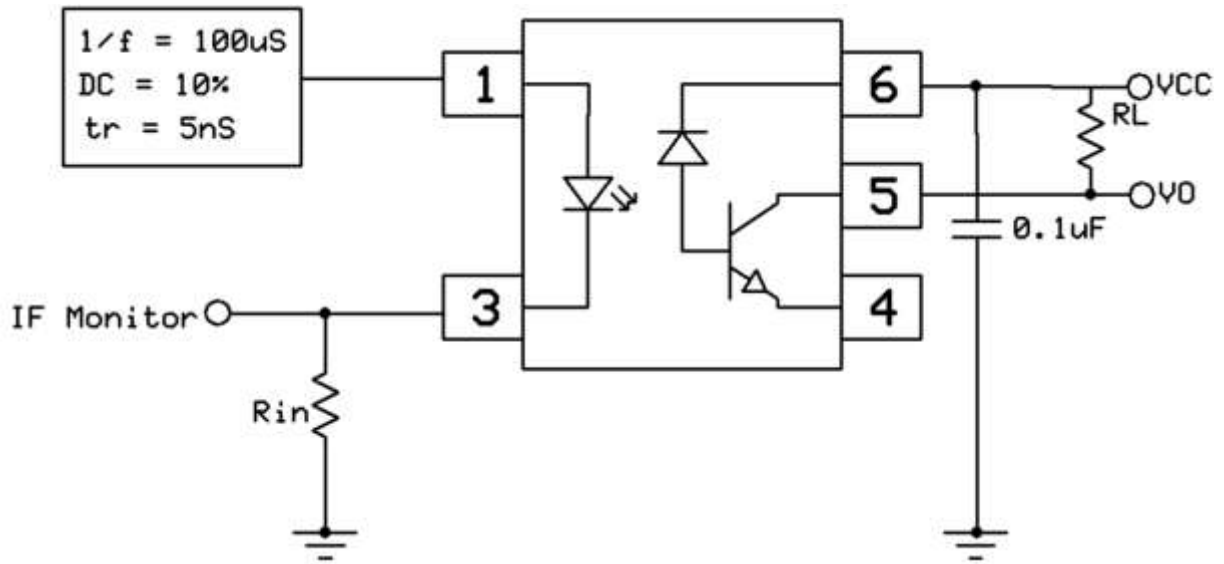 1/f = 100uS
DC = 10%
tr = 5nS
1
6
VCC
RL
5
VO
0.1uF
3
4
IF Monitor
Rin